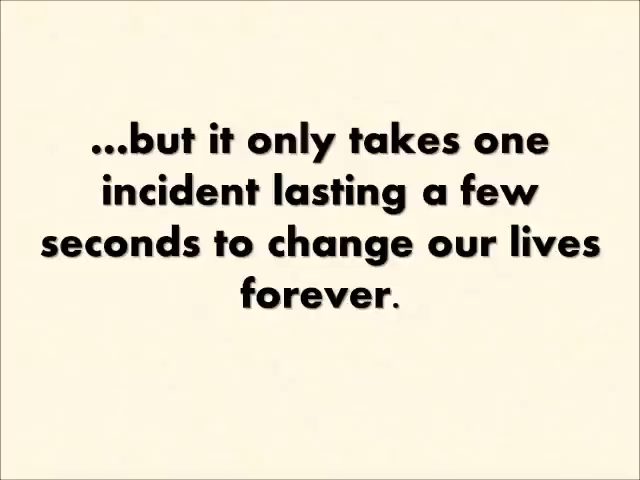 ...but it only takes one
incident lasting a few
seconds to change our lives
forever.